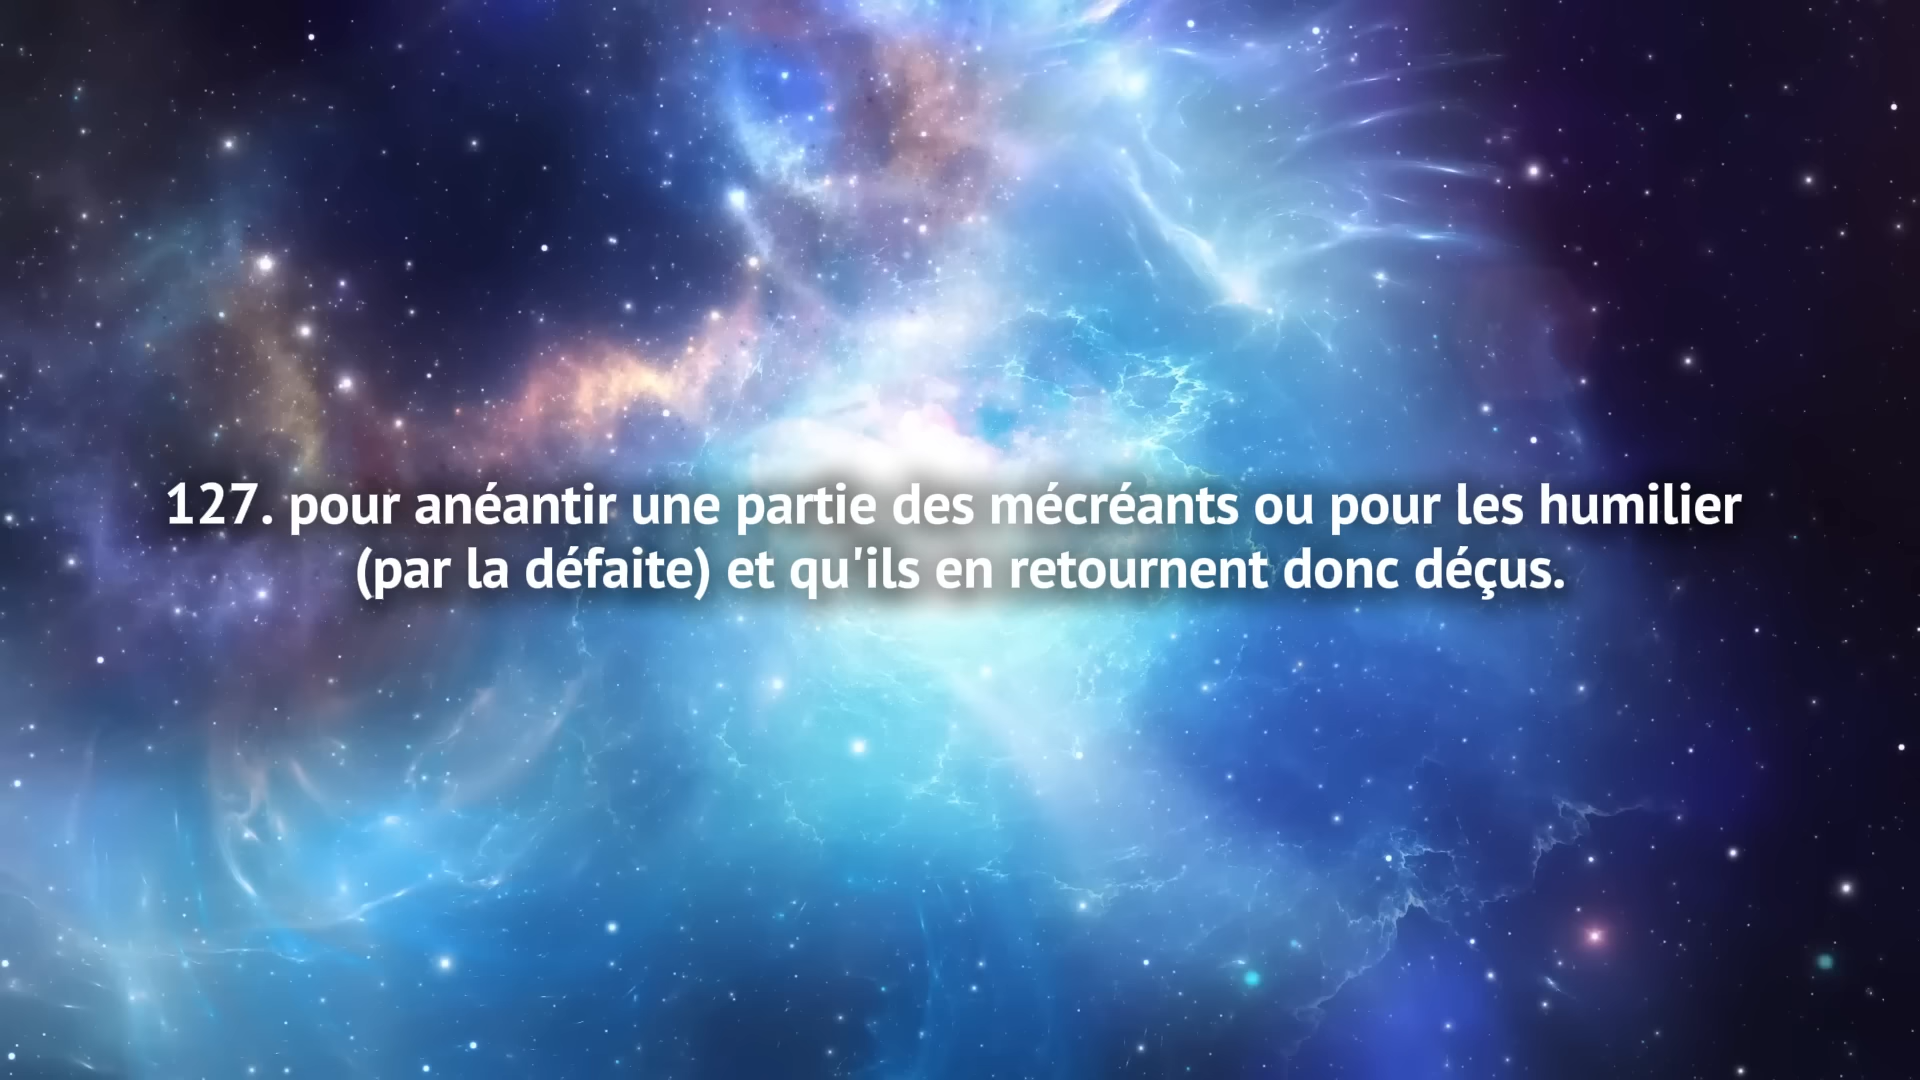 127. pour anéantir une partie des mécréants ou pour les humilier
(par la défaite) et qu'ils en retournent donc déçus.